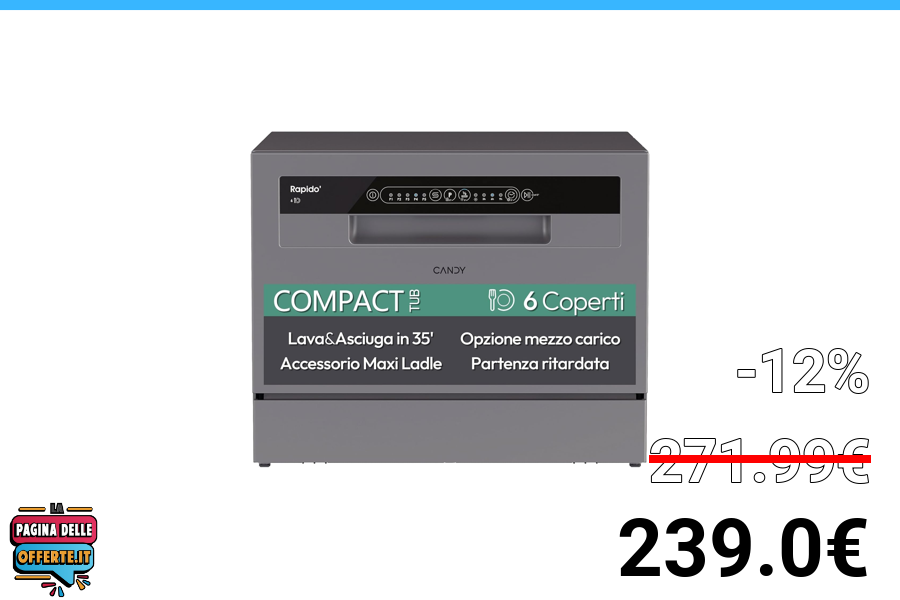 Rapido'
CANDY
COMPACT TUB
6 Coperti
Lava&Asciuga in 35'
Opzione mezzo carico
Accessorio Maxi Ladle
Partenza ritardata
-12%
271.99€
239.0€
LA
PAGINA DELLE
OFFERTE.IT